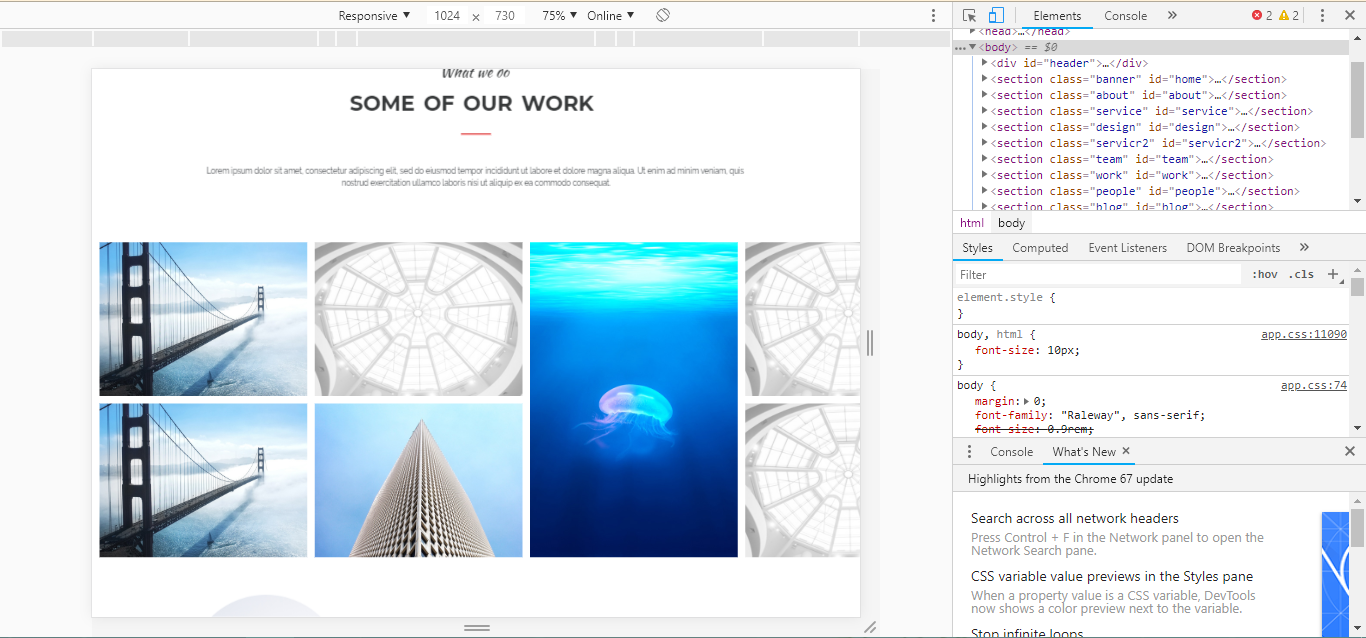 Responsive ▼ 1024 × 730 75% ▼ Online ▼
What we do
SOME OF OUR WORK
Lorem ipsum dolor sit amet, consectetur adipiscing elit, sed do eiusmod tempor incididunt ut labore et dolore magna aliqua. Ut enim ad minim veniam, quis
nostrud exercitation ullamco laboris nisi ut aliquip ex ea commodo consequat.
Elements Console » 2 2
<head>…</head>
… ▼<body> == $0
▶<div id="header">…</div>
▶<section class="banner" id="home">…</section>
▶<section class="about" id="about">…</section>
▶<section class="service" id="service">…</section>
▶<section class="design" id="design">…</section>
▶<section class="servicr2" id="servicr2">…</section>
▶<section class="team" id="team">…</section>
▶<section class="work" id="work">…</section>
▶<section class="people" id="people">…</section>
▶<section class="blog" id="blog">…</section>
html body
Styles Computed Event Listeners DOM Breakpoints »
Filter :hov .cls +
element.style {
}
body, html { app.css:11090
font-size: 10px;
}
body { app.css:74
margin:▶ 0;
font-family: "Raleway", sans-serif;
font-size: 0.9rem;
Console What's New ×
Highlights from the Chrome 67 update
Search across all network headers
Press Control + F in the Network panel to open the
Network Search pane.
CSS variable value previews in the Styles pane
When a property value is a CSS variable, DevTools
now shows a color preview next to the variable.
Stop infinite loops